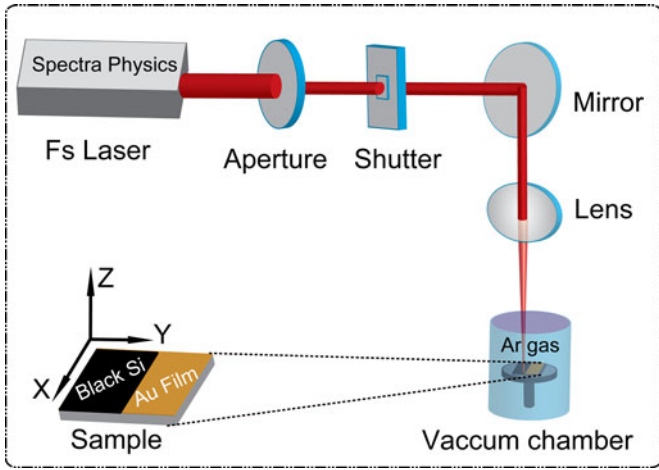 Spectra Physics
Fs Laser
Aperture
Shutter
Mirror
Lens
Z
Y
X
Black Si
Au Film
Sample
Ar gas
Vaccum chamber